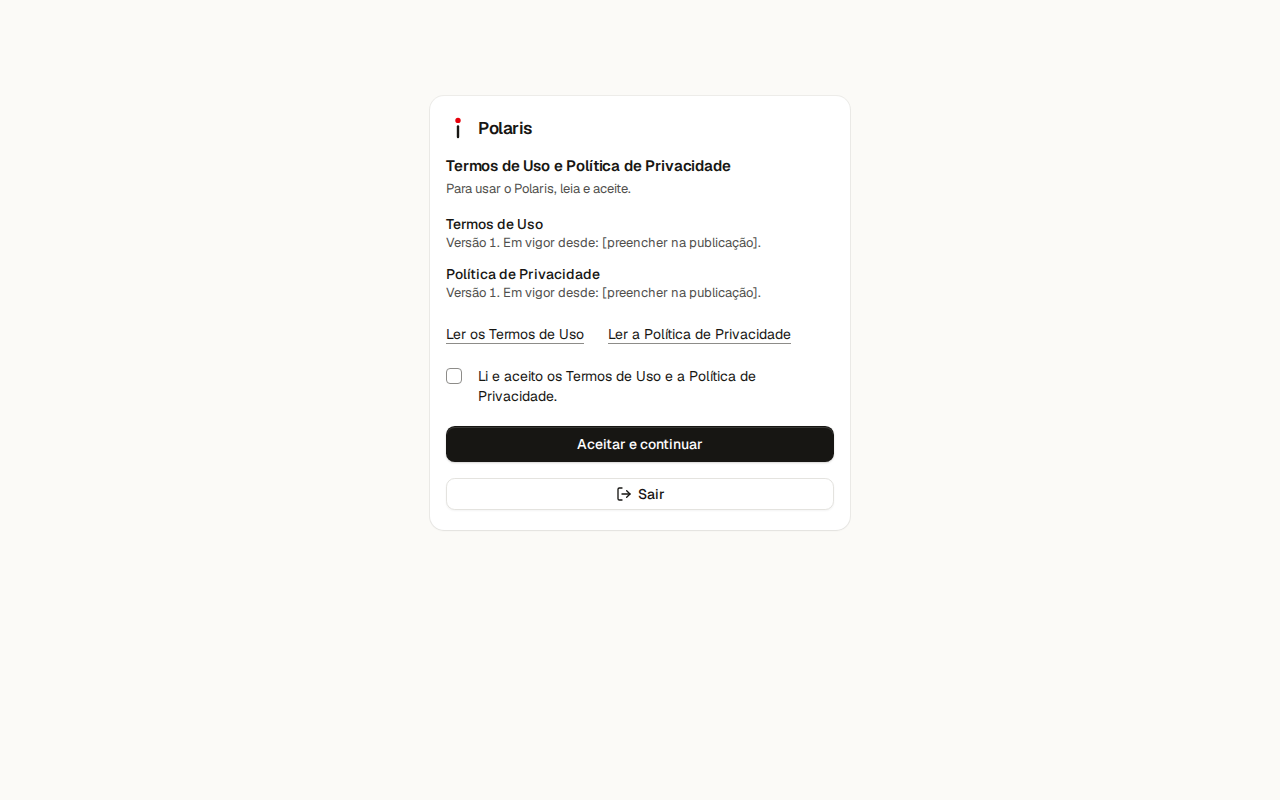 Polaris
Termos de Uso e Política de Privacidade
Para usar o Polaris, leia e aceite.
Termos de Uso
Versão 1. Em vigor desde: [preencher na publicação].
Política de Privacidade
Versão 1. Em vigor desde: [preencher na publicação].
Ler os Termos de Uso Ler a Política de Privacidade
Li e aceito os Termos de Uso e a Política de
Privacidade.
Aceitar e continuar
Sair